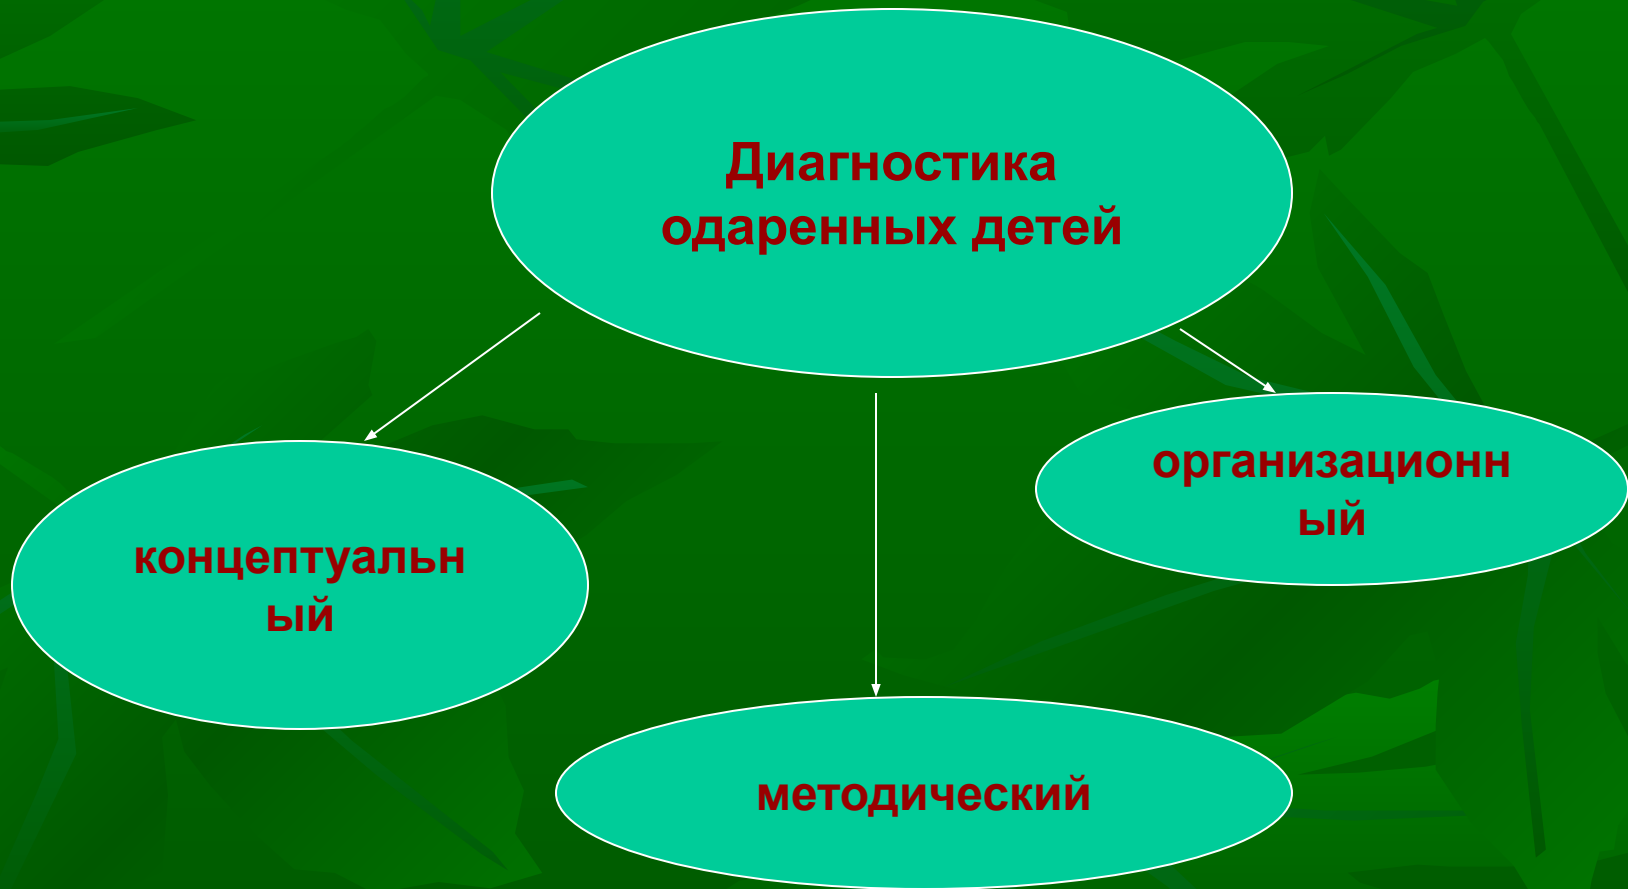 Диагностика
одаренных детей
организационн
ый
концептуальн
ый
методический